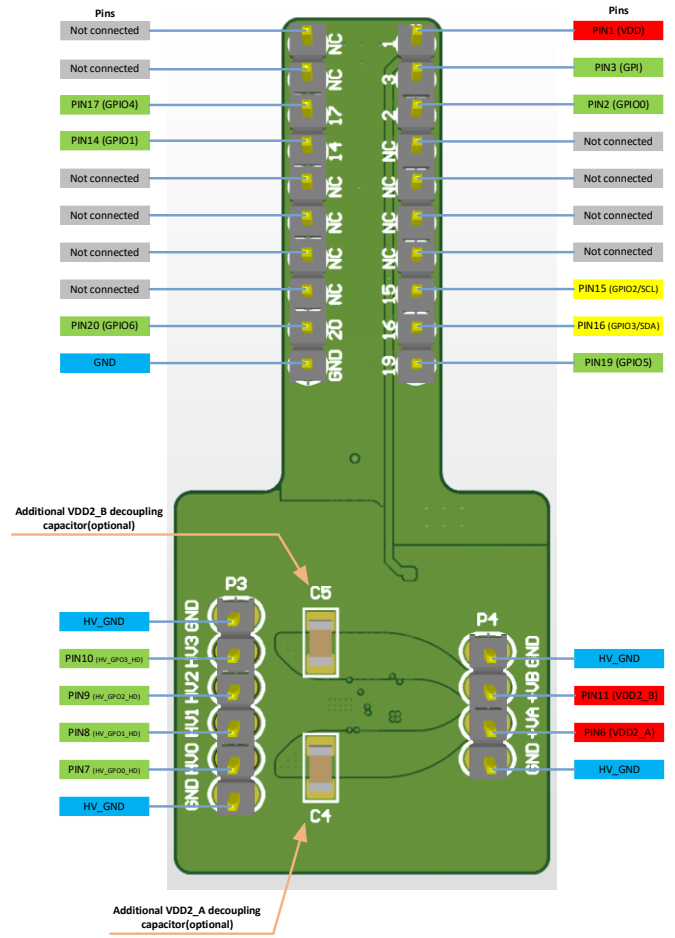 Pins
Pins
Not connected
NC
1
PIN1 (VDD)
Not connected
NC
3
PIN3 (GPI)
PIN17 (GPIO4)
17
2
PIN2 (GPIO0)
PIN14 (GPIO1)
14
NC
Not connected
Not connected
NC
NC
Not connected
Not connected
NC
NC
Not connected
Not connected
NC
NC
Not connected
Not connected
NC
15
PIN15 (GPIO2/SCL)
PIN20 (GPIO6)
20
16
PIN16 (GPIO3/SDA)
GND
GND
19
PIN19 (GPIO5)
Additional VDD2_B decoupling
capacitor(optional)
P3
C5
P4
HV_GND
GND
PIN10 (HV_GPO3_HD)
HV3
GND
HV_GND
PIN9 (HV_GPO2_HD)
HV2
+VB
PIN11 (VDD2_B)
PIN8 (HV_GPO1_HD)
HV1
+VA
PIN6 (VDD2_A)
PIN7 (HV_GPO0_HD)
HV0
GND
HV_GND
HV_GND
GND
C4
Additional VDD2_A decoupling
capacitor(optional)